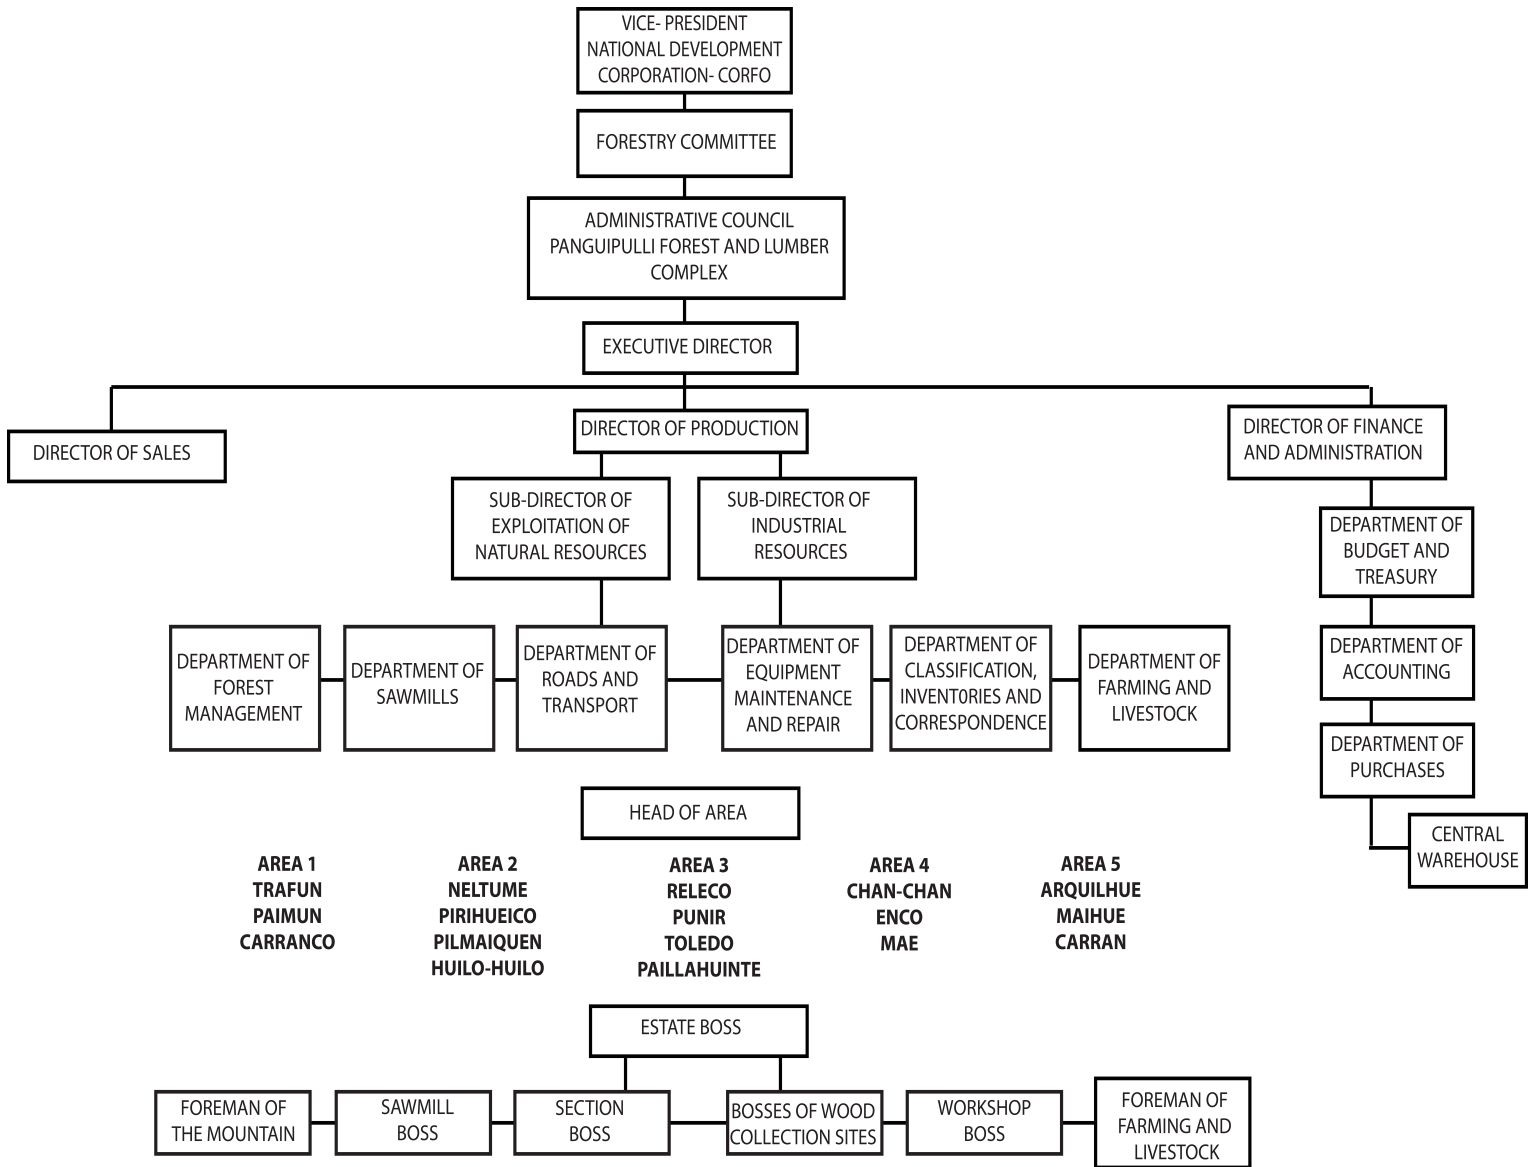 VICE- PRESIDENT
NATIONAL DEVELOPMENT
CORPORATION- CORFO
FORESTRY COMMITTEE
ADMINISTRATIVE COUNCIL
PANGUIPULLI FOREST AND LUMBER
COMPLEX
EXECUTIVE DIRECTOR
DIRECTOR OF SALES
DIRECTOR OF PRODUCTION
DIRECTOR OF FINANCE
AND ADMINISTRATION
SUB-DIRECTOR OF
EXPLOITATION OF
NATURAL RESOURCES
SUB-DIRECTOR OF
INDUSTRIAL
RESOURCES
DEPARTMENT OF
BUDGET AND
TREASURY
DEPARTMENT OF
FOREST
MANAGEMENT
DEPARTMENT OF
SAWMILLS
DEPARTMENT OF
ROADS AND
TRANSPORT
DEPARTMENT OF
EQUIPMENT
MAINTENANCE
AND REPAIR
DEPARTMENT OF
CLASSIFICATION,
INVENT0RIES AND
CORRESPONDENCE
DEPARTMENT OF
FARMING AND
LIVESTOCK
DEPARTMENT OF
ACCOUNTING
DEPARTMENT OF
PURCHASES
CENTRAL
WAREHOUSE
HEAD OF AREA
AREA 1
TRAFUN
PAIMUN
CARRANCO
AREA 2
NELTUME
PIRIHUEICO
PILMAIQUEN
HUILO-HUILO
AREA 3
RELECO
PUNIR
TOLEDO
PAILLAHUINTE
AREA 4
CHAN-CHAN
ENCO
MAE
AREA 5
ARQUILHUE
MAIHUE
CARRAN
ESTATE BOSS
FOREMAN OF
THE MOUNTAIN
SAWMILL
BOSS
SECTION
BOSS
BOSSES OF WOOD
COLLECTION SITES
WORKSHOP
BOSS
FOREMAN OF
FARMING AND
LIVESTOCK